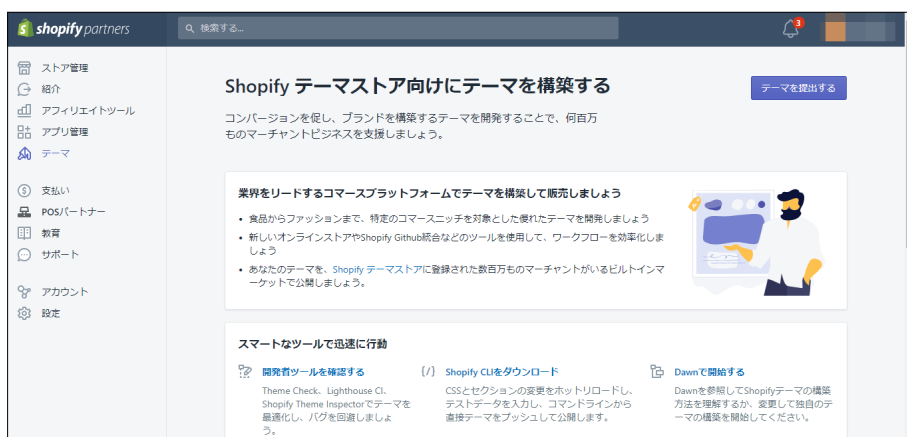 shopify partners
検索する...
3
ストア管理
紹介
アフィリエイトツール
アプリ管理
テーマ
支払い
POSパートナー
教育
サポート
アカウント
設定
Shopify テーマストア向けにテーマを構築する
テーマを提出する
コンバージョンを促し、ブランドを構築するテーマを開発することで、何百万
ものマーチャントビジネスを支援しましょう。
業界をリードするコマースプラットフォームでテーマを構築して販売しましょう
• 食品からファッションまで、特定のコマースニッチを対象とした優れたテーマを開発しましょう
• 新しいオンラインストアやShopify Github統合などのツールを使用して、ワークフローを効率化しま
しょう
• あなたのテーマを、Shopify テーマストアに登録された数百万ものマーチャントがいるビルトインマ
ーケットで公開しましょう。
スマートなツールで迅速に行動
開発者ツールを確認する
Theme Check、Lighthouse CI、
Shopify Theme Inspectorでテーマを
最適化し、バグを回避しましょ
う。
{/} Shopify CLIをダウンロード
CSSとセクションの変更をホットリロードし、
テストデータを入力し、コマンドラインから
直接テーマをプッシュして公開します。
Dawnで開始する
Dawnを参照してShopifyテーマの構築
方法を理解するか、変更して独自のテ
ーマの構築を開始してください。